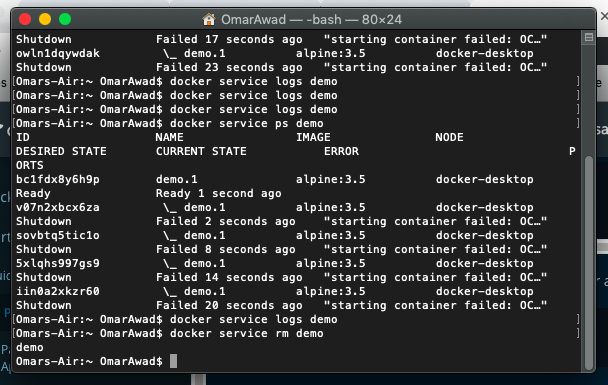 OmarAwad — -bash — 80×24
Shutdown Failed 17 seconds ago "starting container failed: OC…"
owln1dqywdak \_ demo.1 alpine:3.5 docker-desktop
Shutdown Failed 23 seconds ago "starting container failed: OC…"
[Omars-Air:~ OmarAwad$ docker service logs demo ]
[Omars-Air:~ OmarAwad$ docker service logs demo ]
[Omars-Air:~ OmarAwad$ docker service logs demo ]
[Omars-Air:~ OmarAwad$ docker service ps demo ]
ID NAME IMAGE NODE
DESIRED STATE CURRENT STATE ERROR P
ORTS
bc1fdx8y6h9p demo.1 alpine:3.5 docker-desktop
Ready Ready 1 second ago
v07n2xbcx6za \_ demo.1 alpine:3.5 docker-desktop
Shutdown Failed 2 seconds ago "starting container failed: OC…"
sovbtq5tic1o \_ demo.1 alpine:3.5 docker-desktop
Shutdown Failed 8 seconds ago "starting container failed: OC…"
5xlqhs997gs9 \_ demo.1 alpine:3.5 docker-desktop
Shutdown Failed 14 seconds ago "starting container failed: OC…"
iin0a2xkzr60 \_ demo.1 alpine:3.5 docker-desktop
Shutdown Failed 20 seconds ago "starting container failed: OC…"
[Omars-Air:~ OmarAwad$ docker service logs demo ]
[Omars-Air:~ OmarAwad$ docker service rm demo ]
demo
Omars-Air:~ OmarAwad$